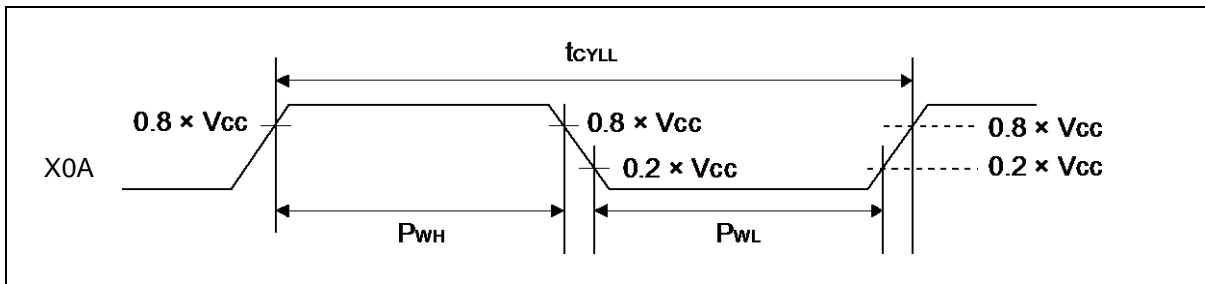 tCYLL
0.8 × Vcc
0.8 × Vcc
0.8 × Vcc
X0A
0.2 × Vcc
0.2 × Vcc
PWH
PWL